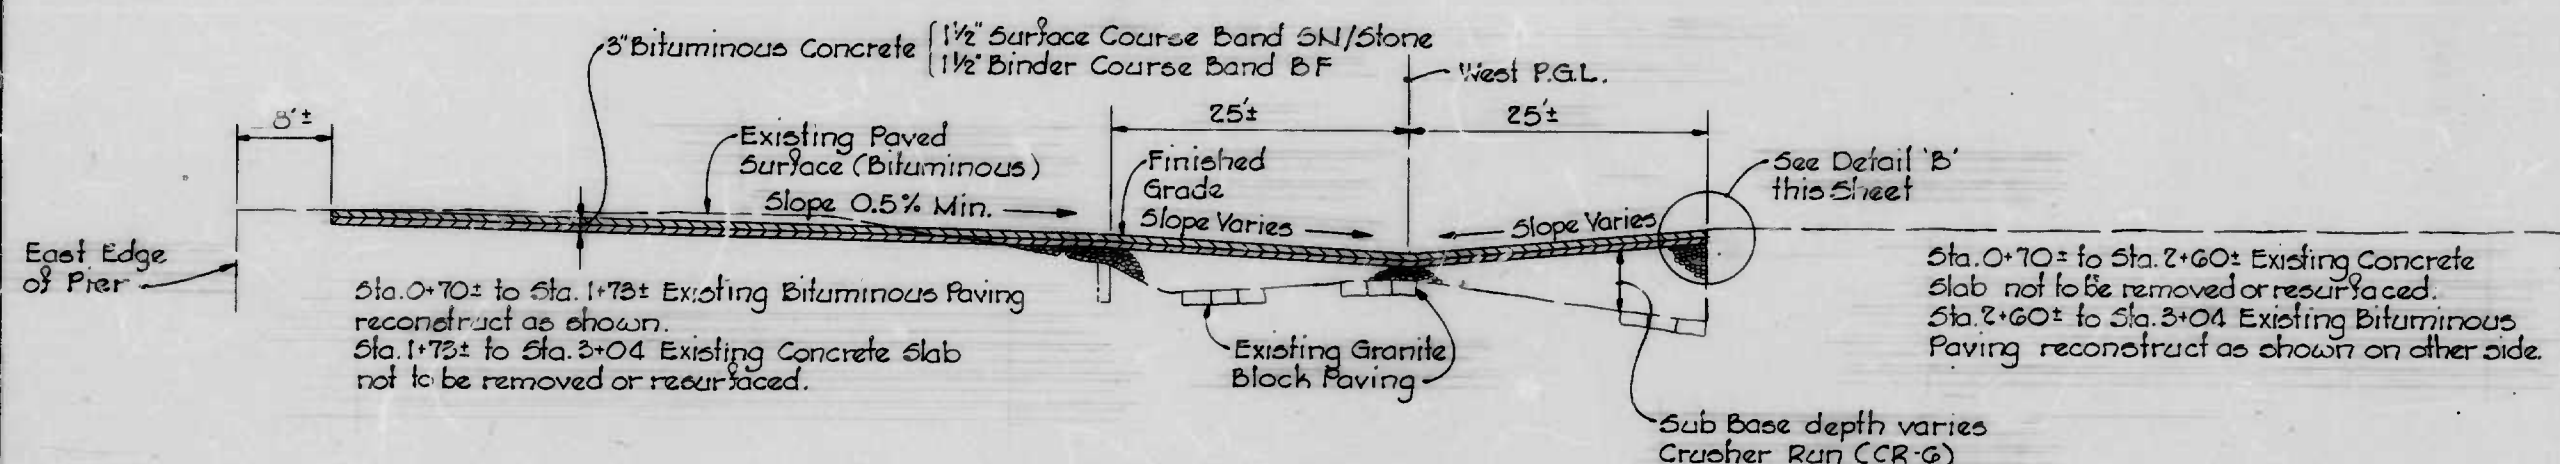 3" Bituminous Concrete { 1½" Surface Course Band SN/Stone
1½" Binder Course Band BF
West P.G.L.
8'±
25'±
25'±
Existing Paved
Surface (Bituminous)
Slope 0.5% Min.
Finished
Grade
Slope Varies
Slope Varies
See Detail 'B'
this Sheet
East Edge
of Pier
Sta. 0+70± to Sta. 1+73± Existing Bituminous Paving
reconstruct as shown.
Sta. 1+73± to Sta. 3+04 Existing Concrete Slab
not to be removed or resurfaced.
Existing Granite
Block Paving
Sta. 0+70± to Sta. 2+60± Existing Concrete
Slab not to be removed or resurfaced.
Sta. 2+60± to Sta. 3+04 Existing Bituminous
Paving reconstruct as shown on other side.
Sub Base depth varies
Crusher Run (CR-6)